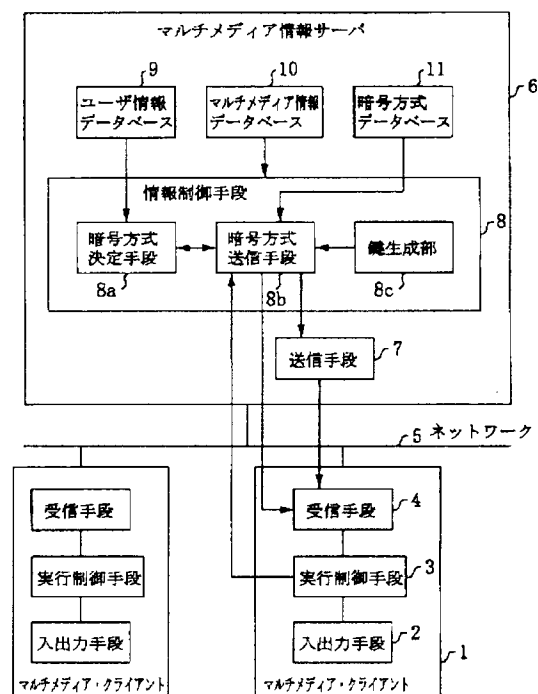 マルチメディア情報サーバ
9
10
11
6
ユーザ情報
データベース
マルチメディア情報
データベース
暗号方式
データベース
情報制御手段
8
暗号方式
決定手段
暗号方式
送信手段
鍵生成部
8a
8b
8c
送信手段
7
5 ネットワーク
受信手段
受信手段
4
実行制御手段
実行制御手段
3
入出力手段
入出力手段
2
1
マルチメディア・クライアント
マルチメディア・クライアント